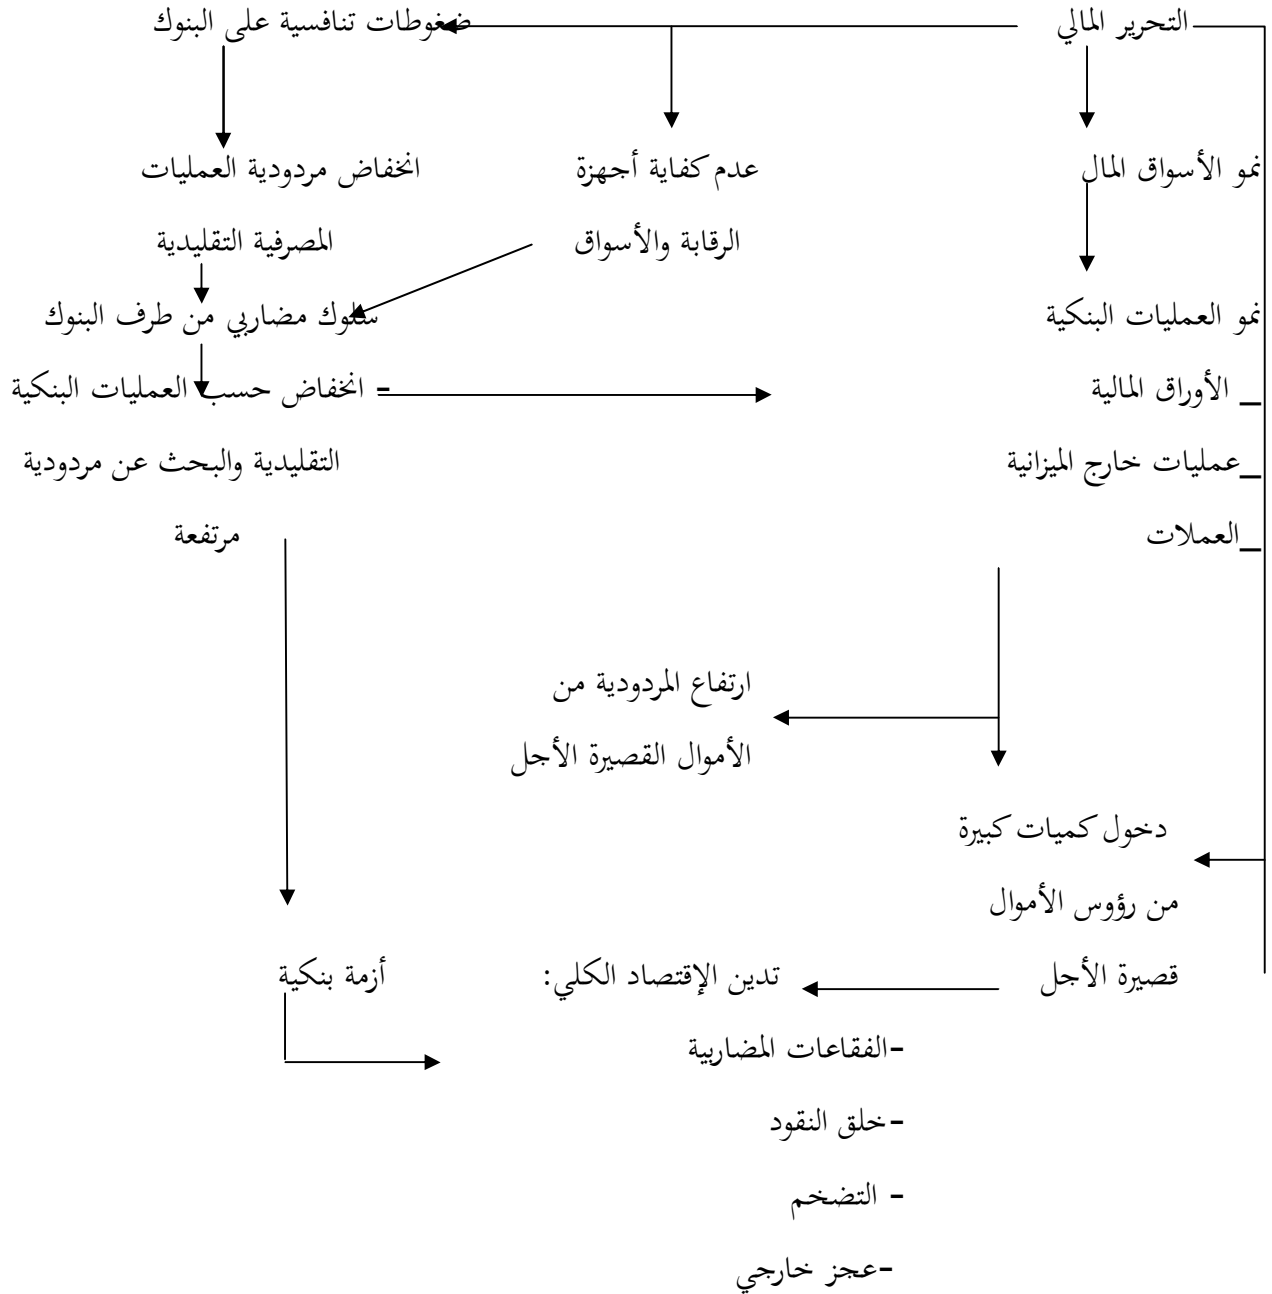 التحرير المالي
ضغوطات تنافسية على البنوك
نمو الأسواق المال
عدم كفاية أجهزة
الرقابة والأسواق
انخفاض مردودية العمليات
المصرفية التقليدية
نمو العمليات البنكية
سلوك مضاربي من طرف البنوك
_ الأوراق المالية
- انخفاض حسب العمليات البنكية
_عمليات خارج الميزانية
التقليدية والبحث عن مردودية
_العملات
مرتفعة
ارتفاع المردودية من
الأموال القصيرة الأجل
دخول كميات كبيرة
من رؤوس الأموال
قصيرة الأجل
تدين الإقتصاد الكلي:
أزمة بنكية
-الفقاعات المضاربية
-خلق النقود
- التضخم
-عجز خارجي